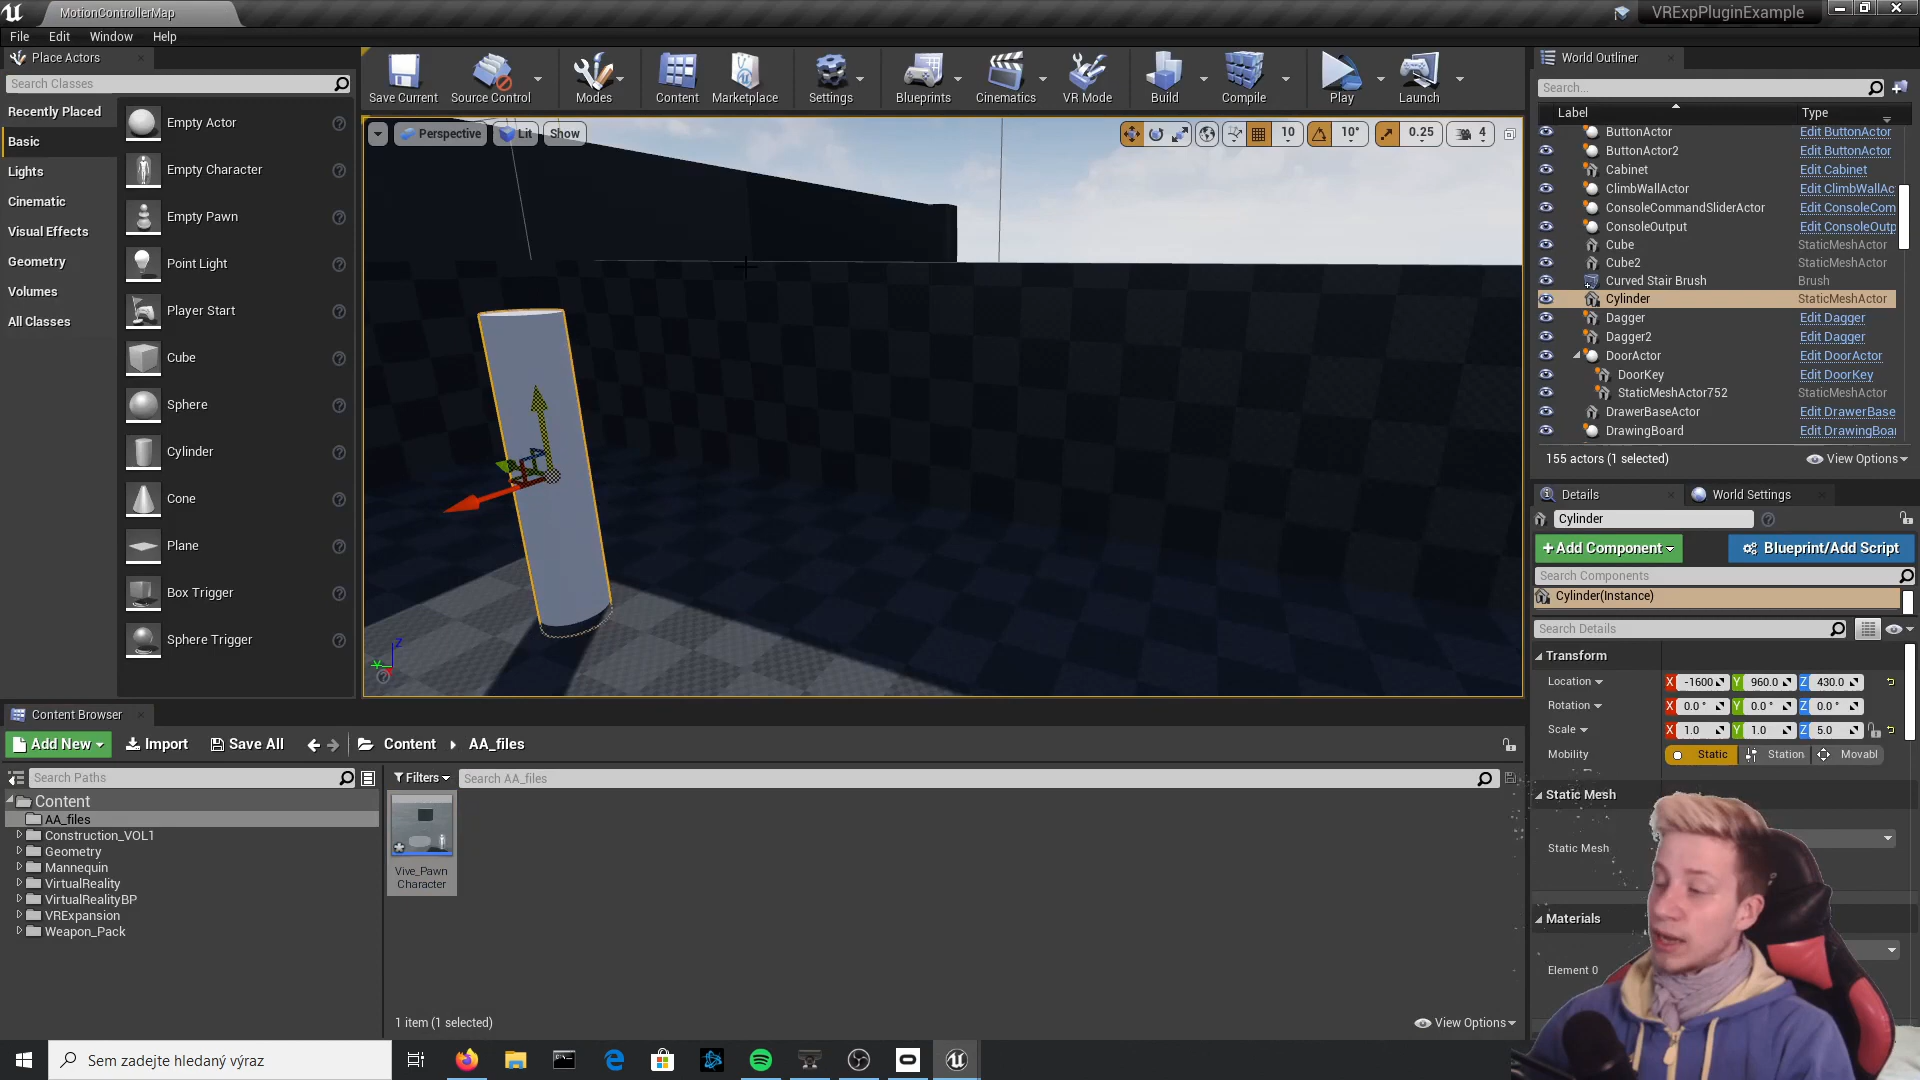 MotionControllerMap
VRExpPluginExample
File Edit Window Help
Place Actors
Search Classes
Recently Placed
Basic
Lights
Cinematic
Visual Effects
Geometry
Volumes
All Classes
Empty Actor
Empty Character
Empty Pawn
Point Light
Player Start
Cube
Sphere
Cylinder
Cone
Plane
Box Trigger
Sphere Trigger
Save Current
Source Control
Modes
Content
Marketplace
Settings
Blueprints
Cinematics
VR Mode
Build
Compile
Play
Launch
Perspective Lit Show
10 10° 0.25 4
Z
World Outliner
Search...
Label Type
ButtonActor Edit ButtonActor
ButtonActor2 Edit ButtonActor
Cabinet Edit Cabinet
ClimbWallActor Edit ClimbWallAc
ConsoleCommandSliderActor Edit ConsoleCom
ConsoleOutput Edit ConsoleOutp
Cube StaticMeshActor
Cube2 StaticMeshActor
Curved Stair Brush Brush
Cylinder StaticMeshActor
Dagger Edit Dagger
Dagger2 Edit Dagger
DoorActor Edit DoorActor
DoorKey Edit DoorKey
StaticMeshActor752 StaticMeshActor
DrawerBaseActor Edit DrawerBase
DrawingBoard Edit DrawingBoar
155 actors (1 selected) View Options
Details World Settings
Cylinder
+Add Component Blueprint/Add Script
Search Components
Cylinder(Instance)
Search Details
Transform
Location X -1600 Y 960.0 Z 430.0
Rotation X 0.0° Y 0.0° Z 0.0°
Scale X 1.0 Y 1.0 Z 5.0
Mobility Static Station Movabl
Static Mesh
Static Mesh
Materials
Element 0
Content Browser
Add New Import Save All Content AA_files
Search Paths
Filters Search AA_files
Content
AA_files
Construction_VOL1
Geometry
Mannequin
VirtualReality
VirtualRealityBP
VRExpansion
Weapon_Pack
Vive_Pawn
Character
1 item (1 selected) View Options
Sem zadejte hledaný výraz